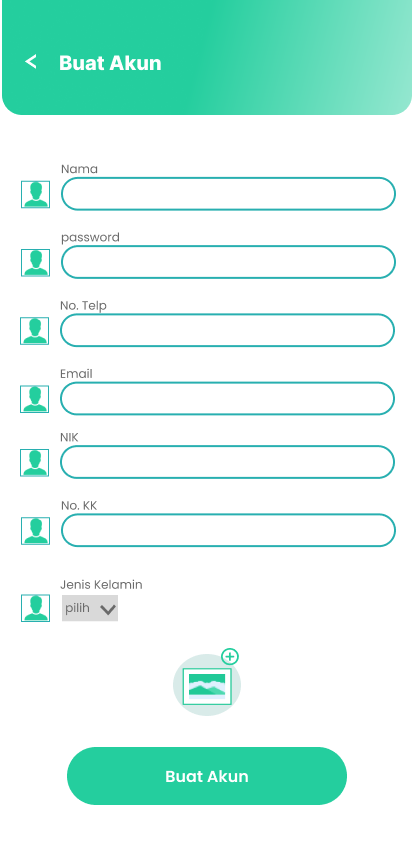 Buat Akun
Nama
password
No. Telp
Email
NIK
No. KK
Jenis Kelamin
pilih
Buat Akun